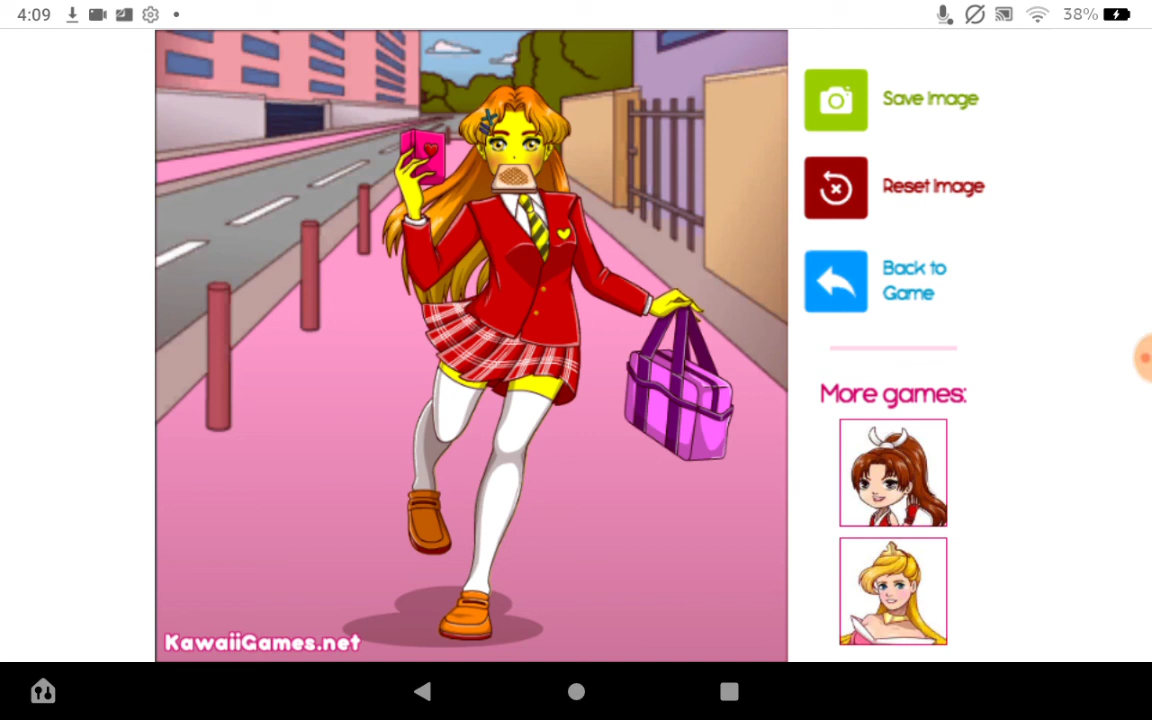 4:09
38%
Save Image
Reset Image
Back to
Game
More games:
KawaiiGames.net